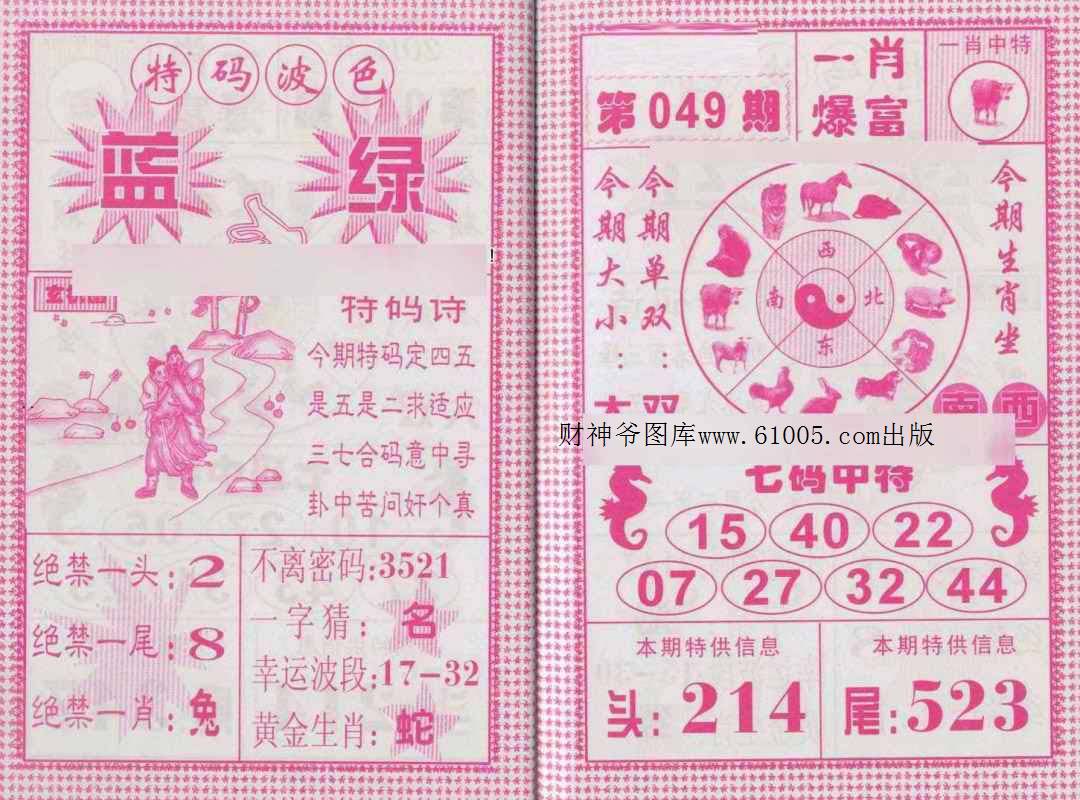 特码波色
蓝 绿
!
玄机图
特码诗
今期特码定四五
是五是二求适应
三七合码意中寻
卦中苦问奸个真
绝禁一头:2
绝禁一尾:8
绝禁一肖:兔
不离密码:3521
一字猜:名
幸运波段:17-32
黄金生肖:蛇
第049期
一肖
爆富
一肖中特
今期大小:
今期单双:双
西
南 北
东
今期生肖坐
南西
财神爷图库www.61005.com出版
七码中特
15 40 22
07 27 32 44
本期特供信息
头:214
本期特供信息
尾:523